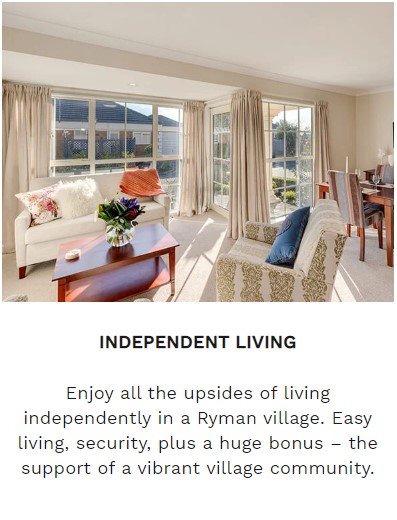 INDEPENDENT LIVING
Enjoy all the upsides of living
independently in a Ryman village. Easy
living, security, plus a huge bonus – the
support of a vibrant village community.